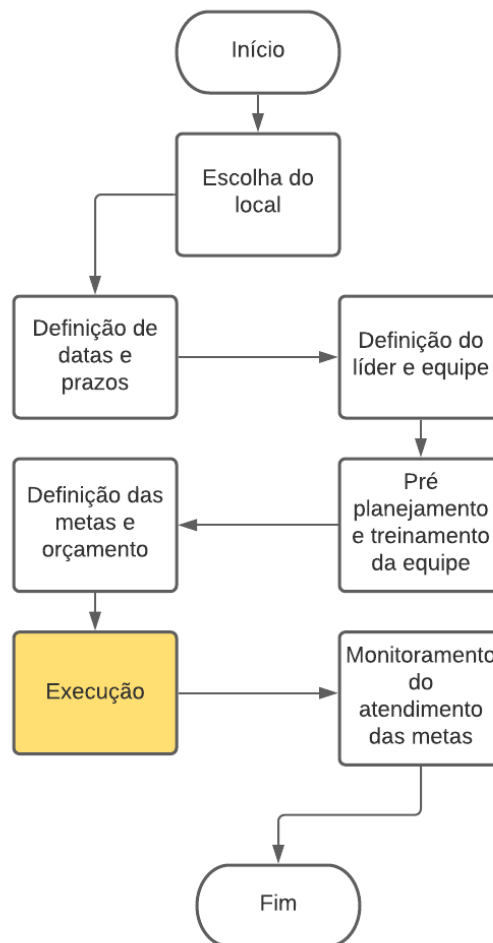 Início
Escolha do
local
Definição de
datas e
prazos
Definição do
líder e equipe
Pré
planejamento
e treinamento
da equipe
Definição das
metas e
orçamento
Execução
Monitoramento
do
atendimento
das metas
Fim